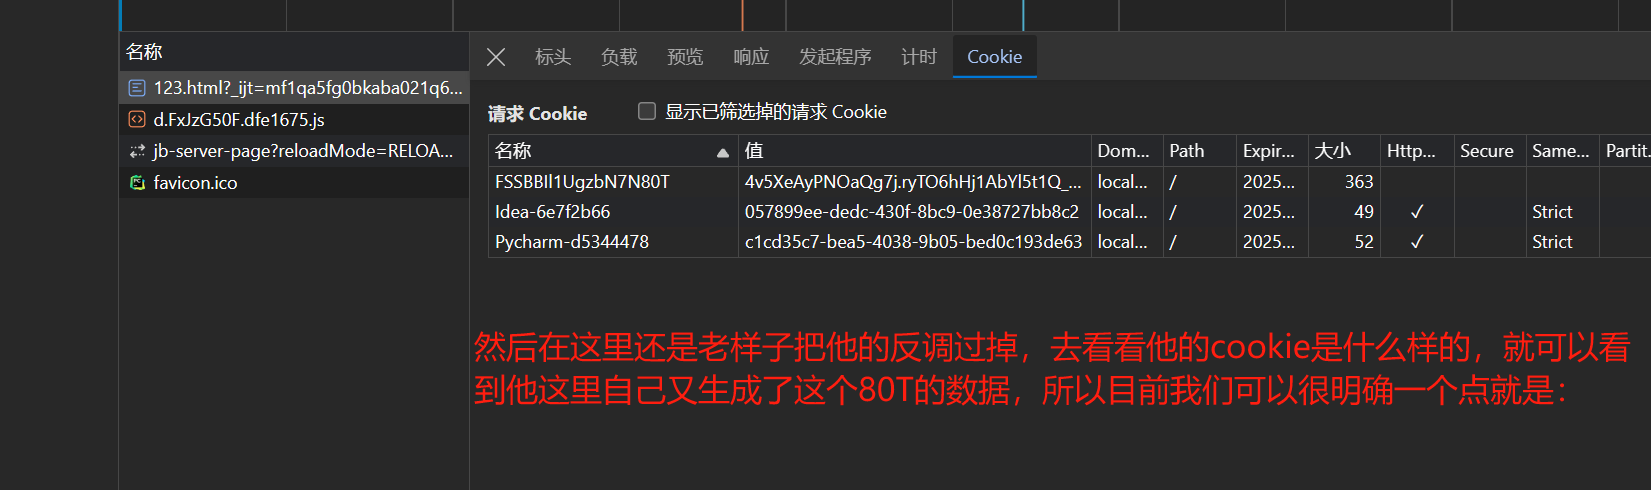 名称
123.html?_ijt=mf1qa5fg0bkaba021q6...
d.FxJzG50F.dfe1675.js
jb-server-page?reloadMode=RELOA...
favicon.ico
标头 负载 预览 响应 发起程序 计时 Cookie
请求 Cookie 显示已筛选掉的请求 Cookie
名称 值 Dom... Path Expir... 大小 Http... Secure Same... Partit.
FSSBBIl1UgzbN7N80T 4v5XeAyPNOaQg7j.ryTO6hHj1AbYl5t1Q_... local... / 2025... 363
Idea-6e7f2b66 057899ee-dedc-430f-8bc9-0e38727bb8c2 local... / 2025... 49 ✓ Strict
Pycharm-d5344478 c1cd35c7-bea5-4038-9b05-bed0c193de63 local... / 2025... 52 ✓ Strict
然后在这里还是老样子把他的反调过掉，去看看他的cookie是什么样的，就可以看
到他这里自己又生成了这个80T的数据，所以目前我们可以很明确一个点就是：